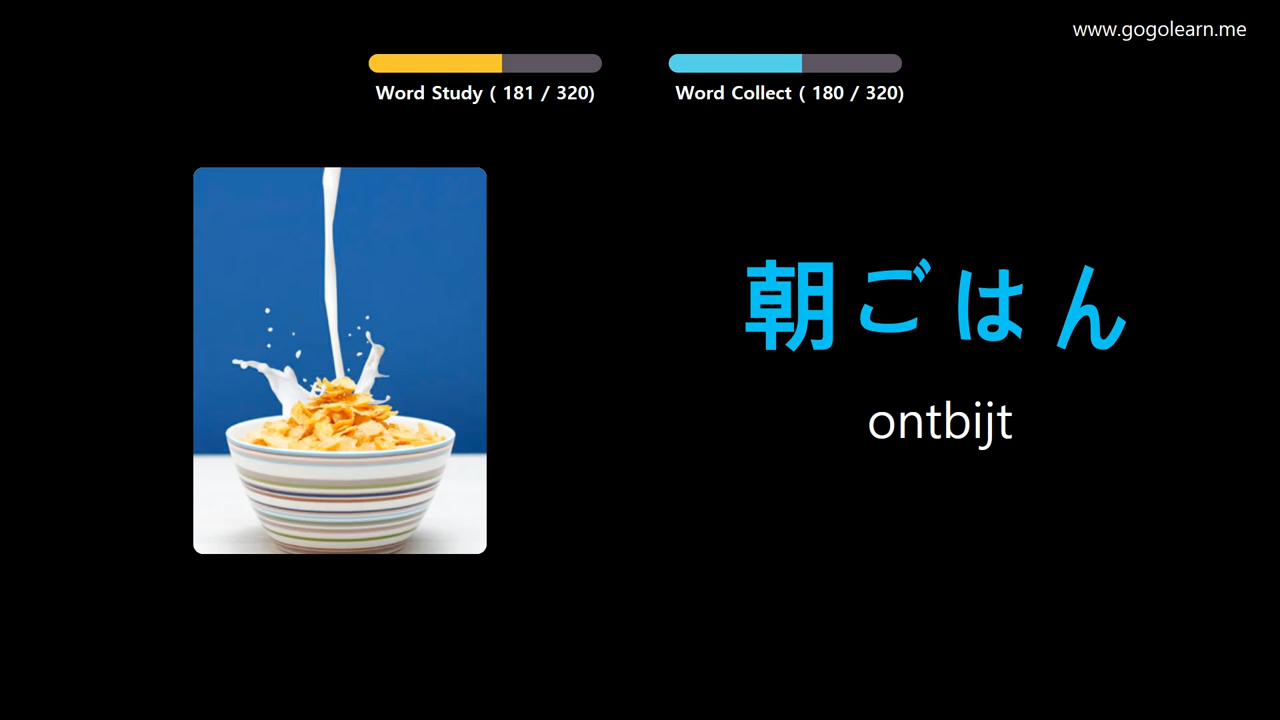 www.gogolearn.me
Word Study ( 181 / 320)
Word Collect ( 180 / 320)
朝ごはん
ontbijt